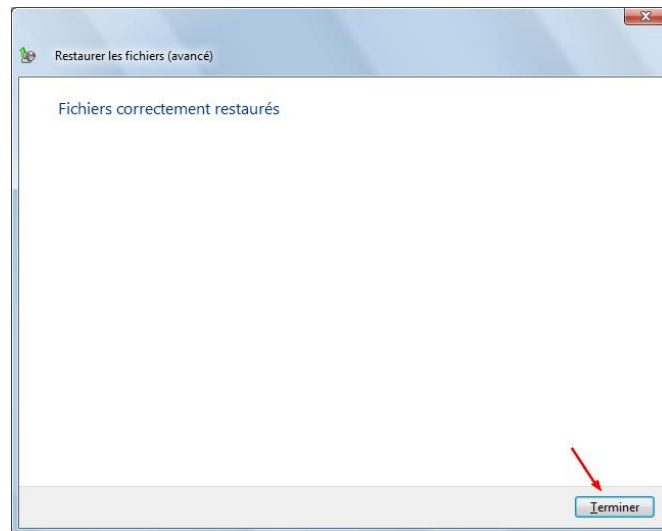 Restaurer les fichiers (avancé)
Fichiers correctement restaurés
Terminer